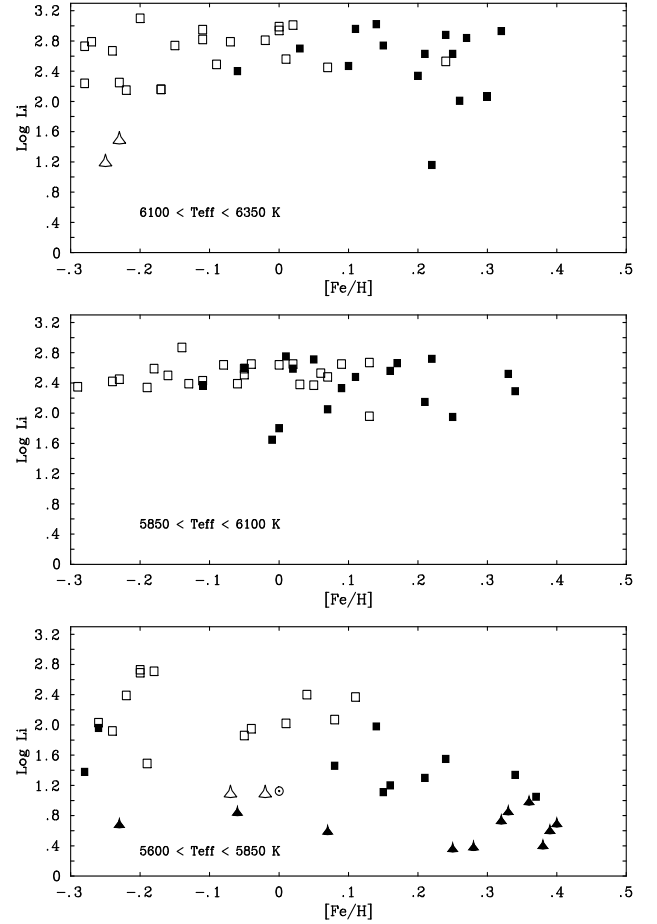 3.2
2.8
2.4
2.0
1.6
1.2
.8
.4
0
Log Li
6100 < Teff < 6350 K
-.3 -.2 -.1 0 .1 .2 .3 .4 .5
[Fe/H]
3.2
2.8
2.4
2.0
1.6
1.2
.8
.4
0
Log Li
5850 < Teff < 6100 K
-.3 -.2 -.1 0 .1 .2 .3 .4 .5
[Fe/H]
3.2
2.8
2.4
2.0
1.6
1.2
.8
.4
0
Log Li
5600 < Teff < 5850 K
-.3 -.2 -.1 0 .1 .2 .3 .4 .5
[Fe/H]